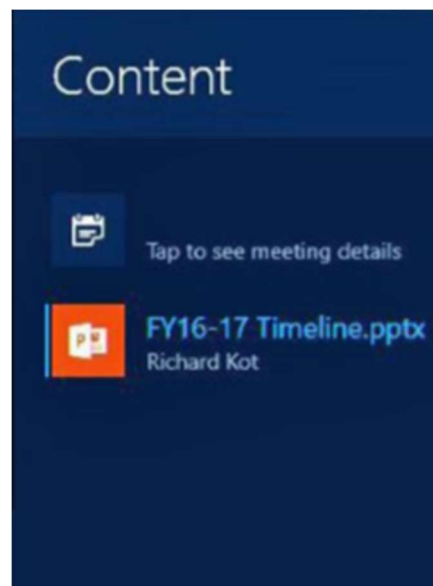 Content
Tap to see meeting details
FY16-17 Timeline.pptx
Richard Kot